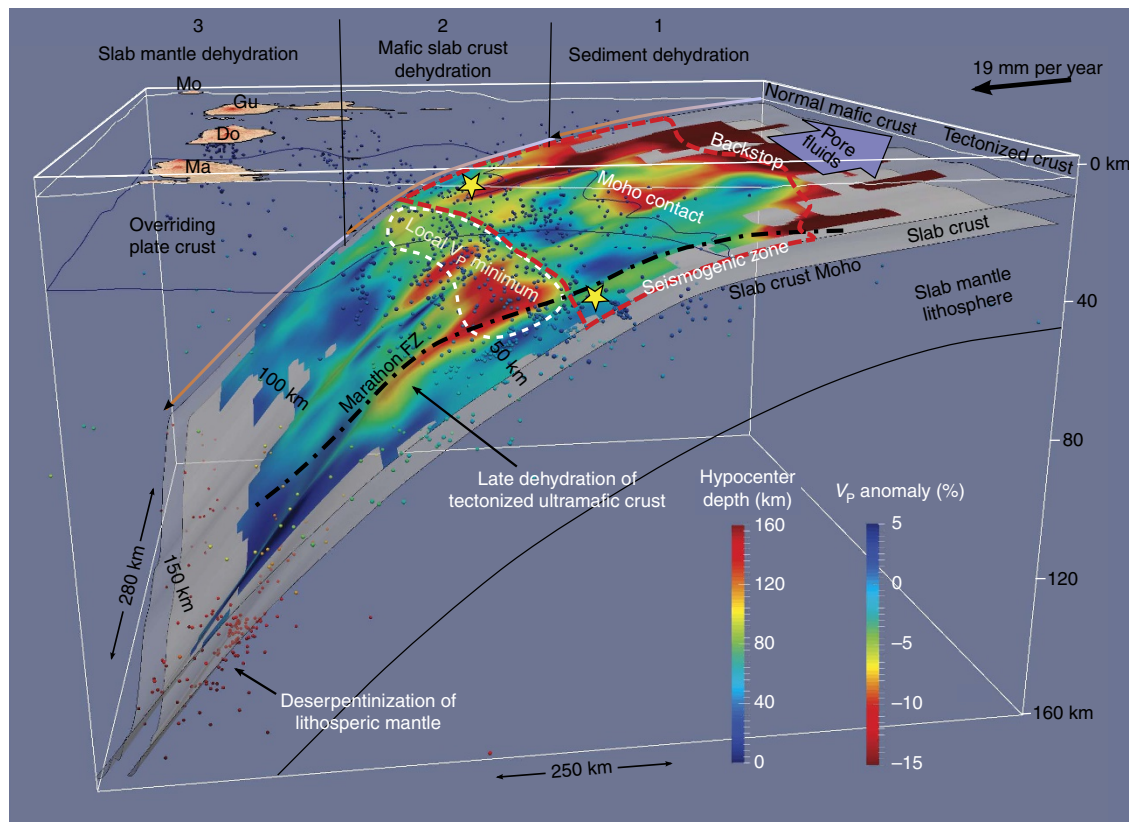 3
Slab mantle dehydration
2
Mafic slab crust
dehydration
1
Sediment dehydration
19 mm per year
Mo
Gu
Do
Ma
Normal mafic crust
Tectonized crust
Pore
fluids
Backstop
0 km
Moho contact
Overriding
plate crust
Local VP minimum
Seismogenic zone
Slab crust
Slab crust Moho
Slab mantle
lithosphere
40
50 km
100 km
Marathon FZ
80
Late dehydration of
tectonized ultramafic crust
Hypocenter
depth (km)
160
120
80
40
0
VP anomaly (%)
5
0
−5
−10
−15
120
280 km
150 km
Deserpentinization of
lithosperic mantle
160 km
250 km